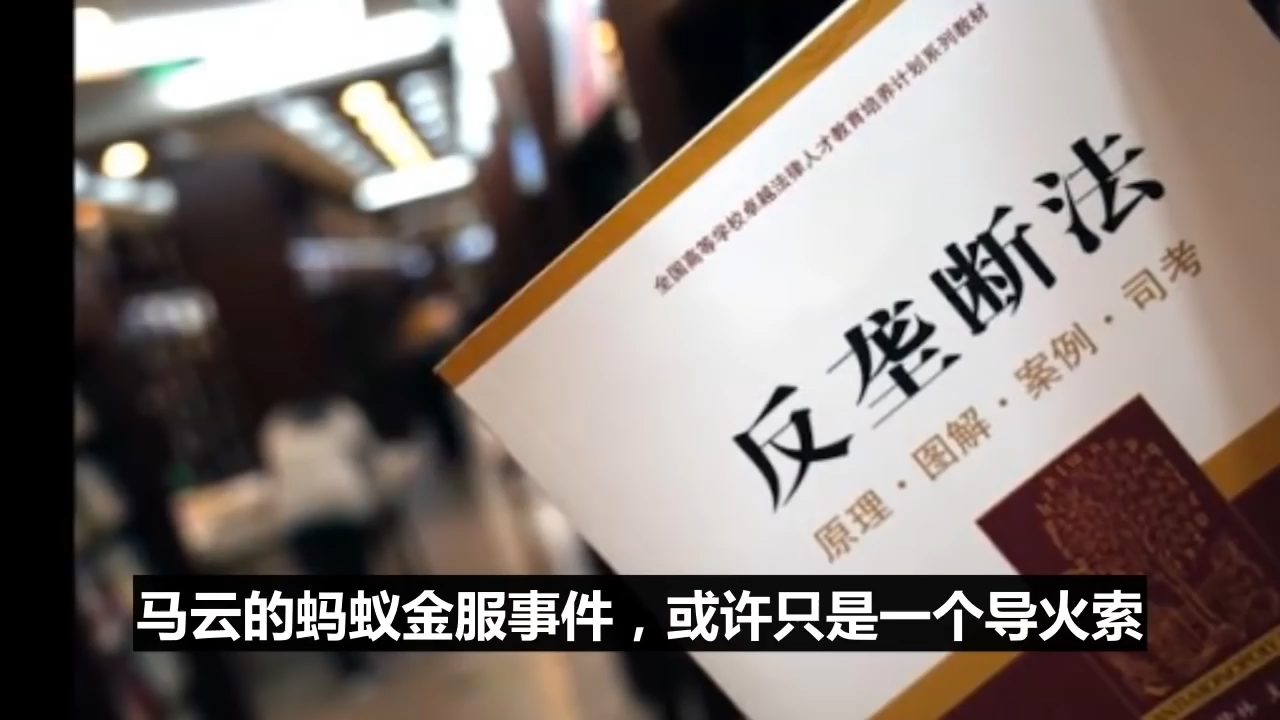 全国高等学校卓越法律人才教育培养计划系列教材
反垄断法
原理·图解·案例·司考
马云的蚂蚁金服事件，或许只是一个导火索